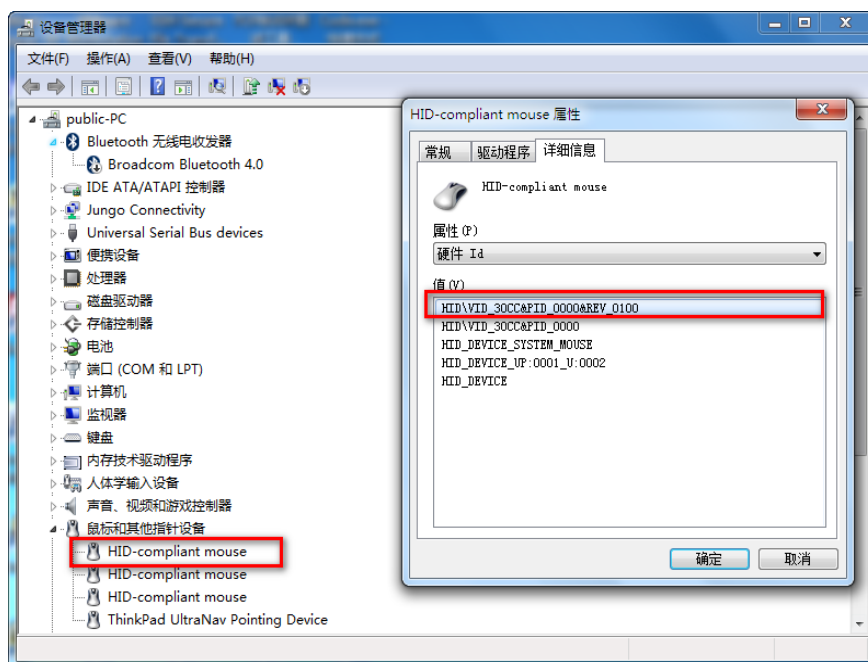 设备管理器
文件(F) 操作(A) 查看(V) 帮助(H)
public-PC
Bluetooth 无线电收发器
Broadcom Bluetooth 4.0
IDE ATA/ATAPI 控制器
Jungo Connectivity
Universal Serial Bus devices
便携设备
处理器
磁盘驱动器
存储控制器
电池
端口 (COM 和 LPT)
计算机
监视器
键盘
内存技术驱动程序
人体学输入设备
声音、视频和游戏控制器
鼠标和其他指针设备
HID-compliant mouse
HID-compliant mouse
HID-compliant mouse
ThinkPad UltraNav Pointing Device
HID-compliant mouse 属性
常规 驱动程序 详细信息
HID-compliant mouse
属性(P)
硬件 Id
值(V)
HID\VID_30CC&PID_0000&REV_0100
HID\VID_30CC&PID_0000
HID_DEVICE_SYSTEM_MOUSE
HID_DEVICE_UP:0001_U:0002
HID_DEVICE
确定 取消